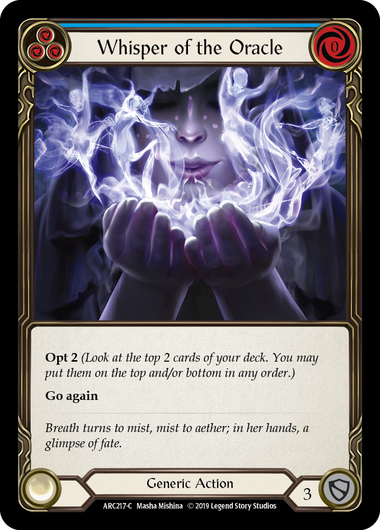 Whisper of the Oracle
0
Opt 2 (Look at the top 2 cards of your deck. You may
put them on the top and/or bottom in any order.)
Go again
Breath turns to mist, mist to aether; in her hands, a
glimpse of fate.
Generic Action
3
ARC217-C Masha Mishina © 2019 Legend Story Studios